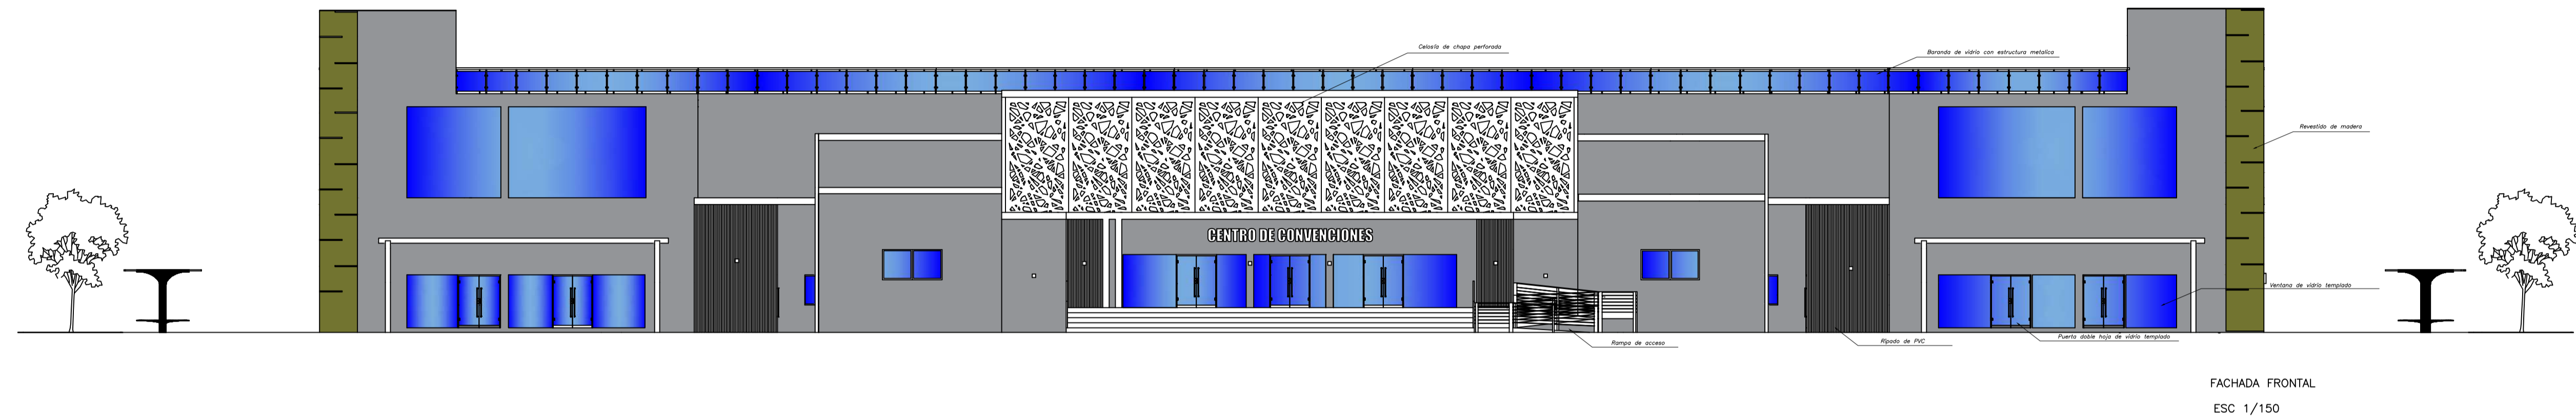 Celosía de chapa perforada
Baranda de vidrio con estructura metalica
Revestido de madera
CENTRO DE CONVENCIONES
Ventana de vidrio templado
Puerta doble hoja de vidrio templado
Rampa de acceso
Ripado de PVC
FACHADA FRONTAL
ESC 1/150